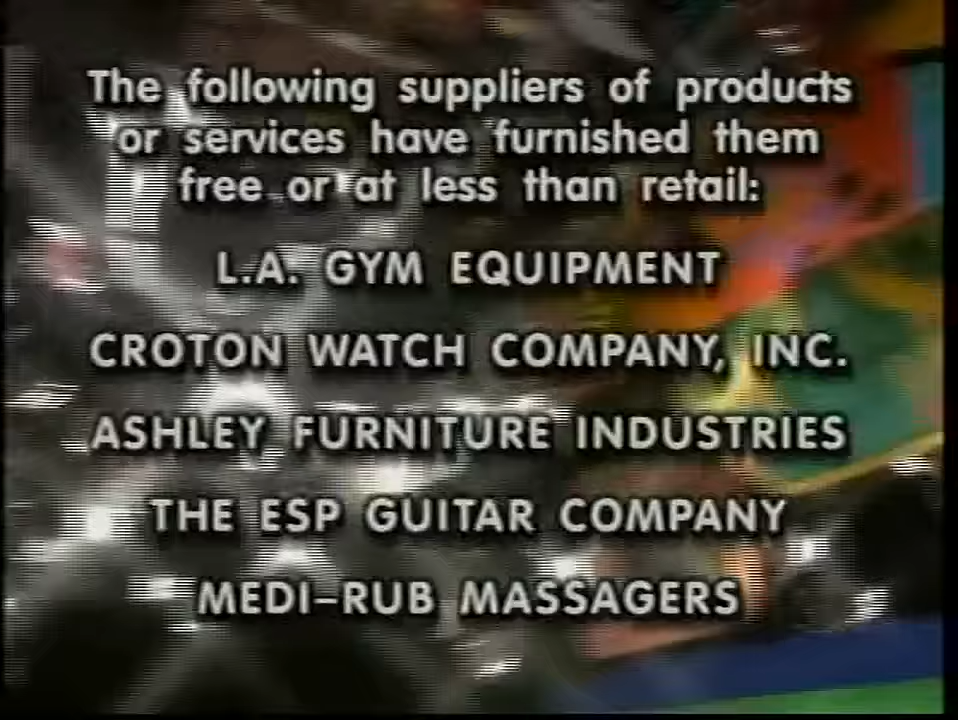 The following suppliers of products
or services have furnished them
free or at less than retail:
L.A. GYM EQUIPMENT
CROTON WATCH COMPANY, INC.
ASHLEY FURNITURE INDUSTRIES
THE ESP GUITAR COMPANY
MEDI-RUB MASSAGERS